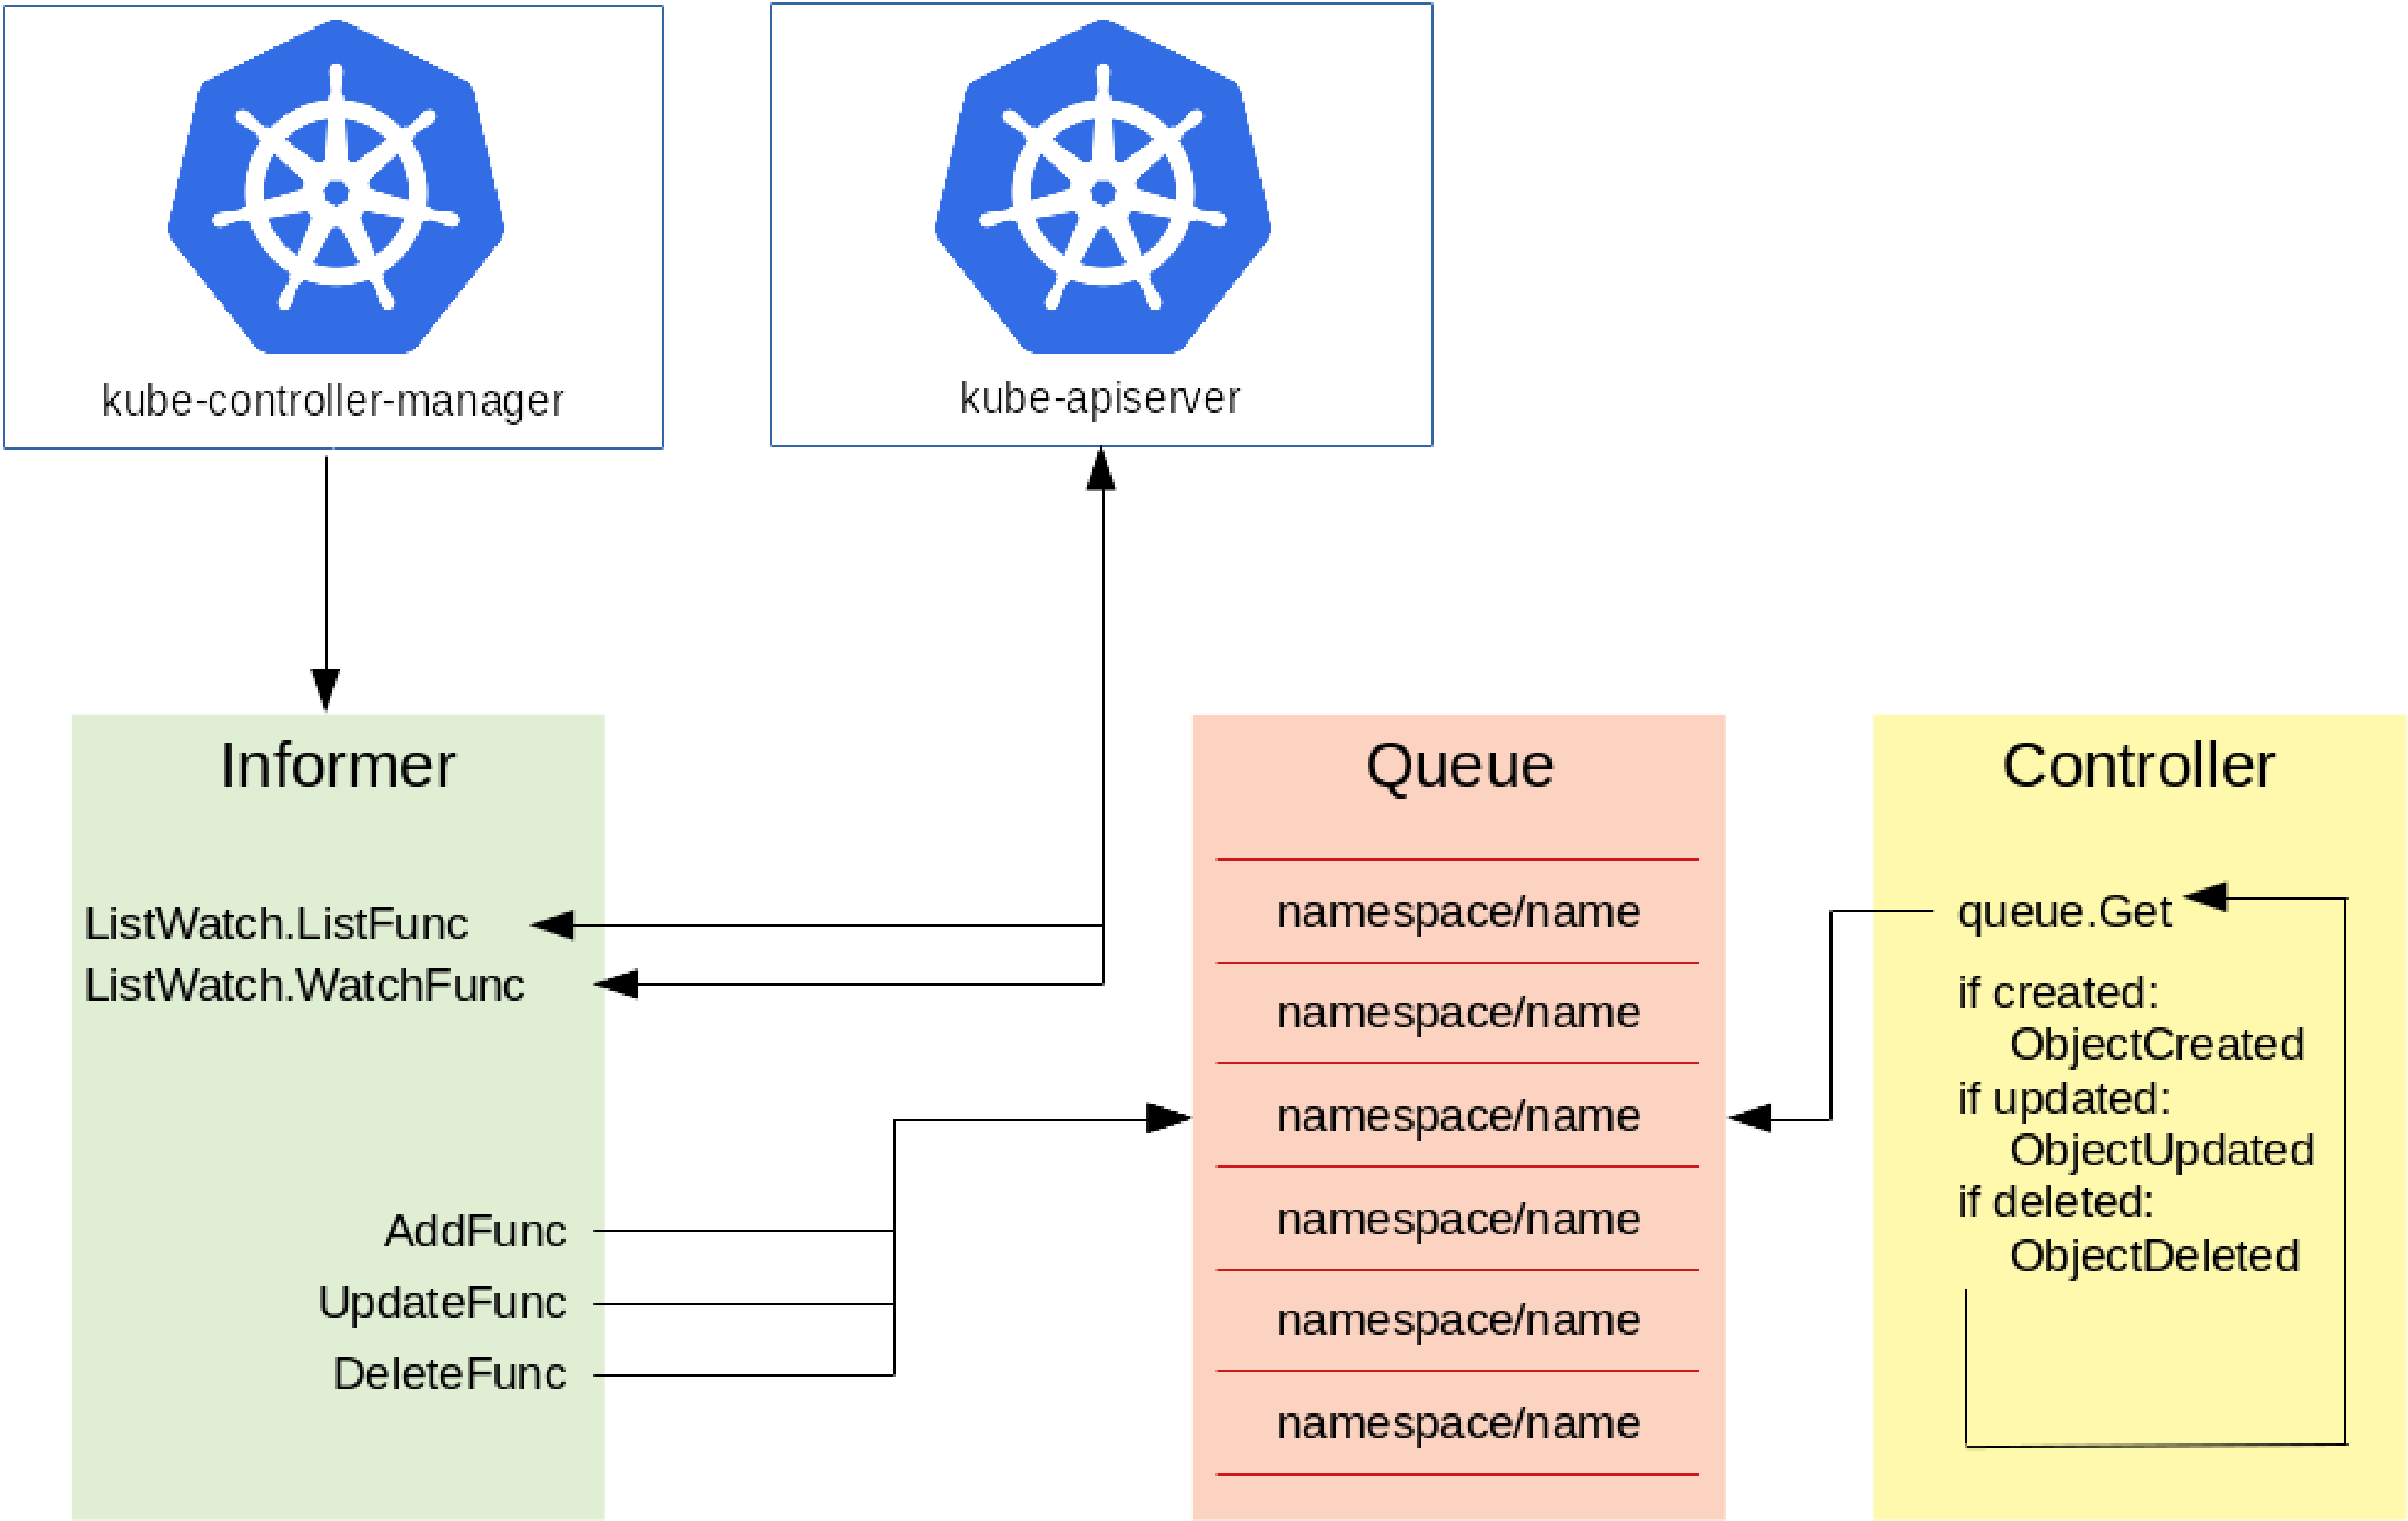 kube-controller-manager
kube-apiserver
Informer
ListWatch.ListFunc
ListWatch.WatchFunc
AddFunc
UpdateFunc
DeleteFunc
Queue
namespace/name
namespace/name
namespace/name
namespace/name
namespace/name
namespace/name
Controller
queue.Get
if created:
ObjectCreated
if updated:
ObjectUpdated
if deleted:
ObjectDeleted